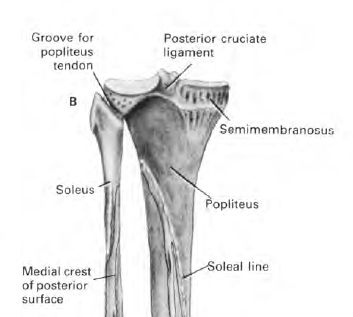 Groove for
popliteus
tendon
Posterior cruciate
ligament
B
Semimembranosus
Soleus
Popliteus
Soleal line
Medial crest
of posterior
surface